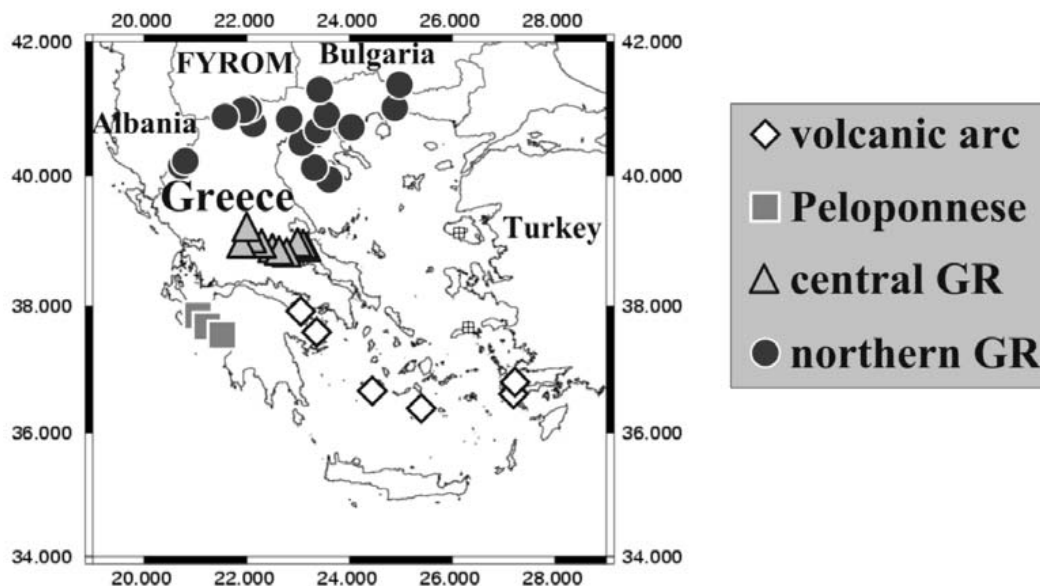 20.000 22.000 24.000 26.000 28.000
42.000 42.000
FYROM Bulgaria
Albania
40.000 40.000
Greece
Turkey
38.000 38.000
36.000 36.000
34.000 34.000
20.000 22.000 24.000 26.000 28.000
volcanic arc
Peloponnese
central GR
northern GR